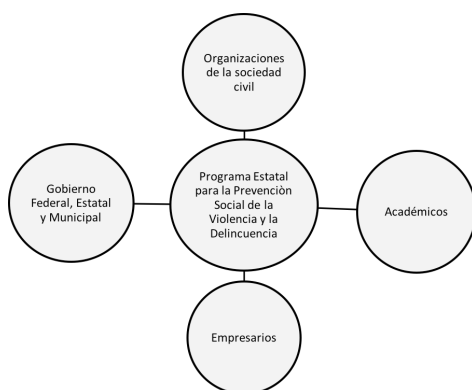 Organizaciones
de la sociedad
civil
Gobierno
Federal, Estatal
y Municipal
Programa Estatal
para la Prevenciòn
Social de la
Violencia y la
Delincuencia
Académicos
Empresarios